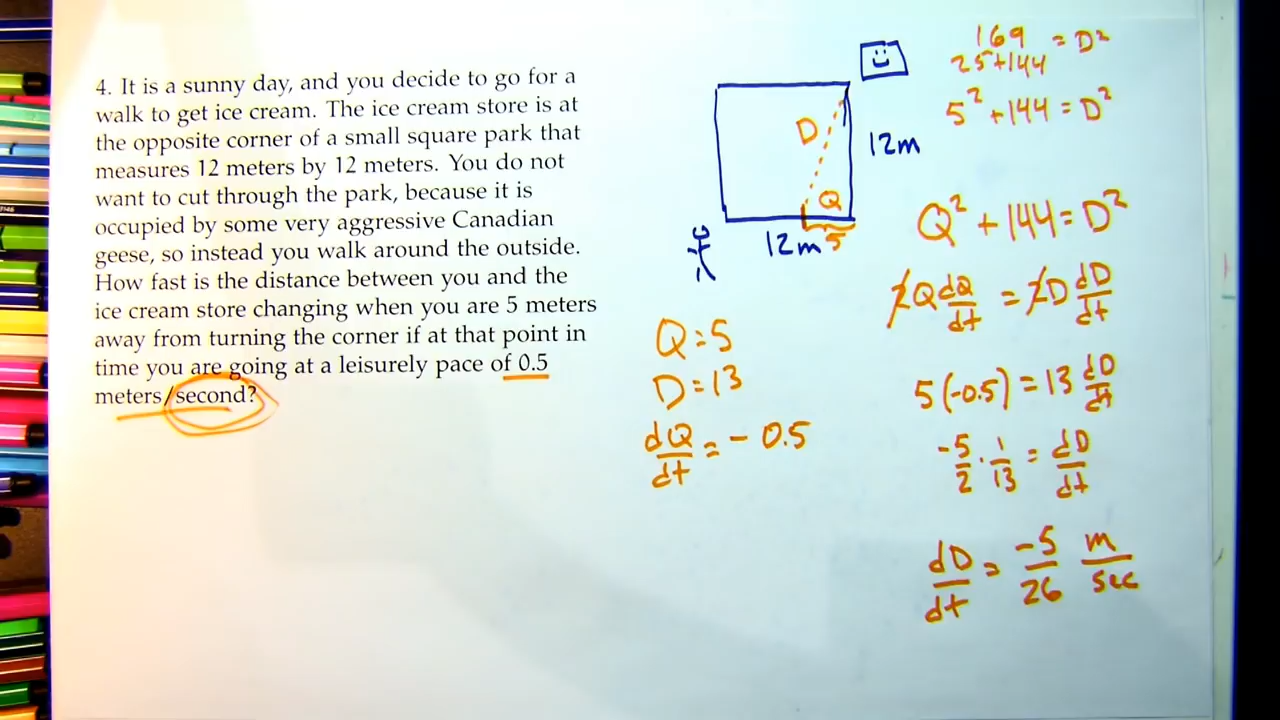 4. It is a sunny day, and you decide to go for a
walk to get ice cream. The ice cream store is at
the opposite corner of a small square park that
measures 12 meters by 12 meters. You do not
want to cut through the park, because it is
occupied by some very aggressive Canadian
geese, so instead you walk around the outside.
How fast is the distance between you and the
ice cream store changing when you are 5 meters
away from turning the corner if at that point in
time you are going at a leisurely pace of 0.5
meters/second?
D
Q
12m
12m
5
Q=5
D=13
dQ/dt = -0.5
169 = D²
25+144
5²+144=D²
Q²+144=D²
2Q dQ/dt = 2D dD/dt
5(-0.5)=13 dD/dt
-5/2 · 1/13 = dD/dt
dD/dt = -5/26 m/sec